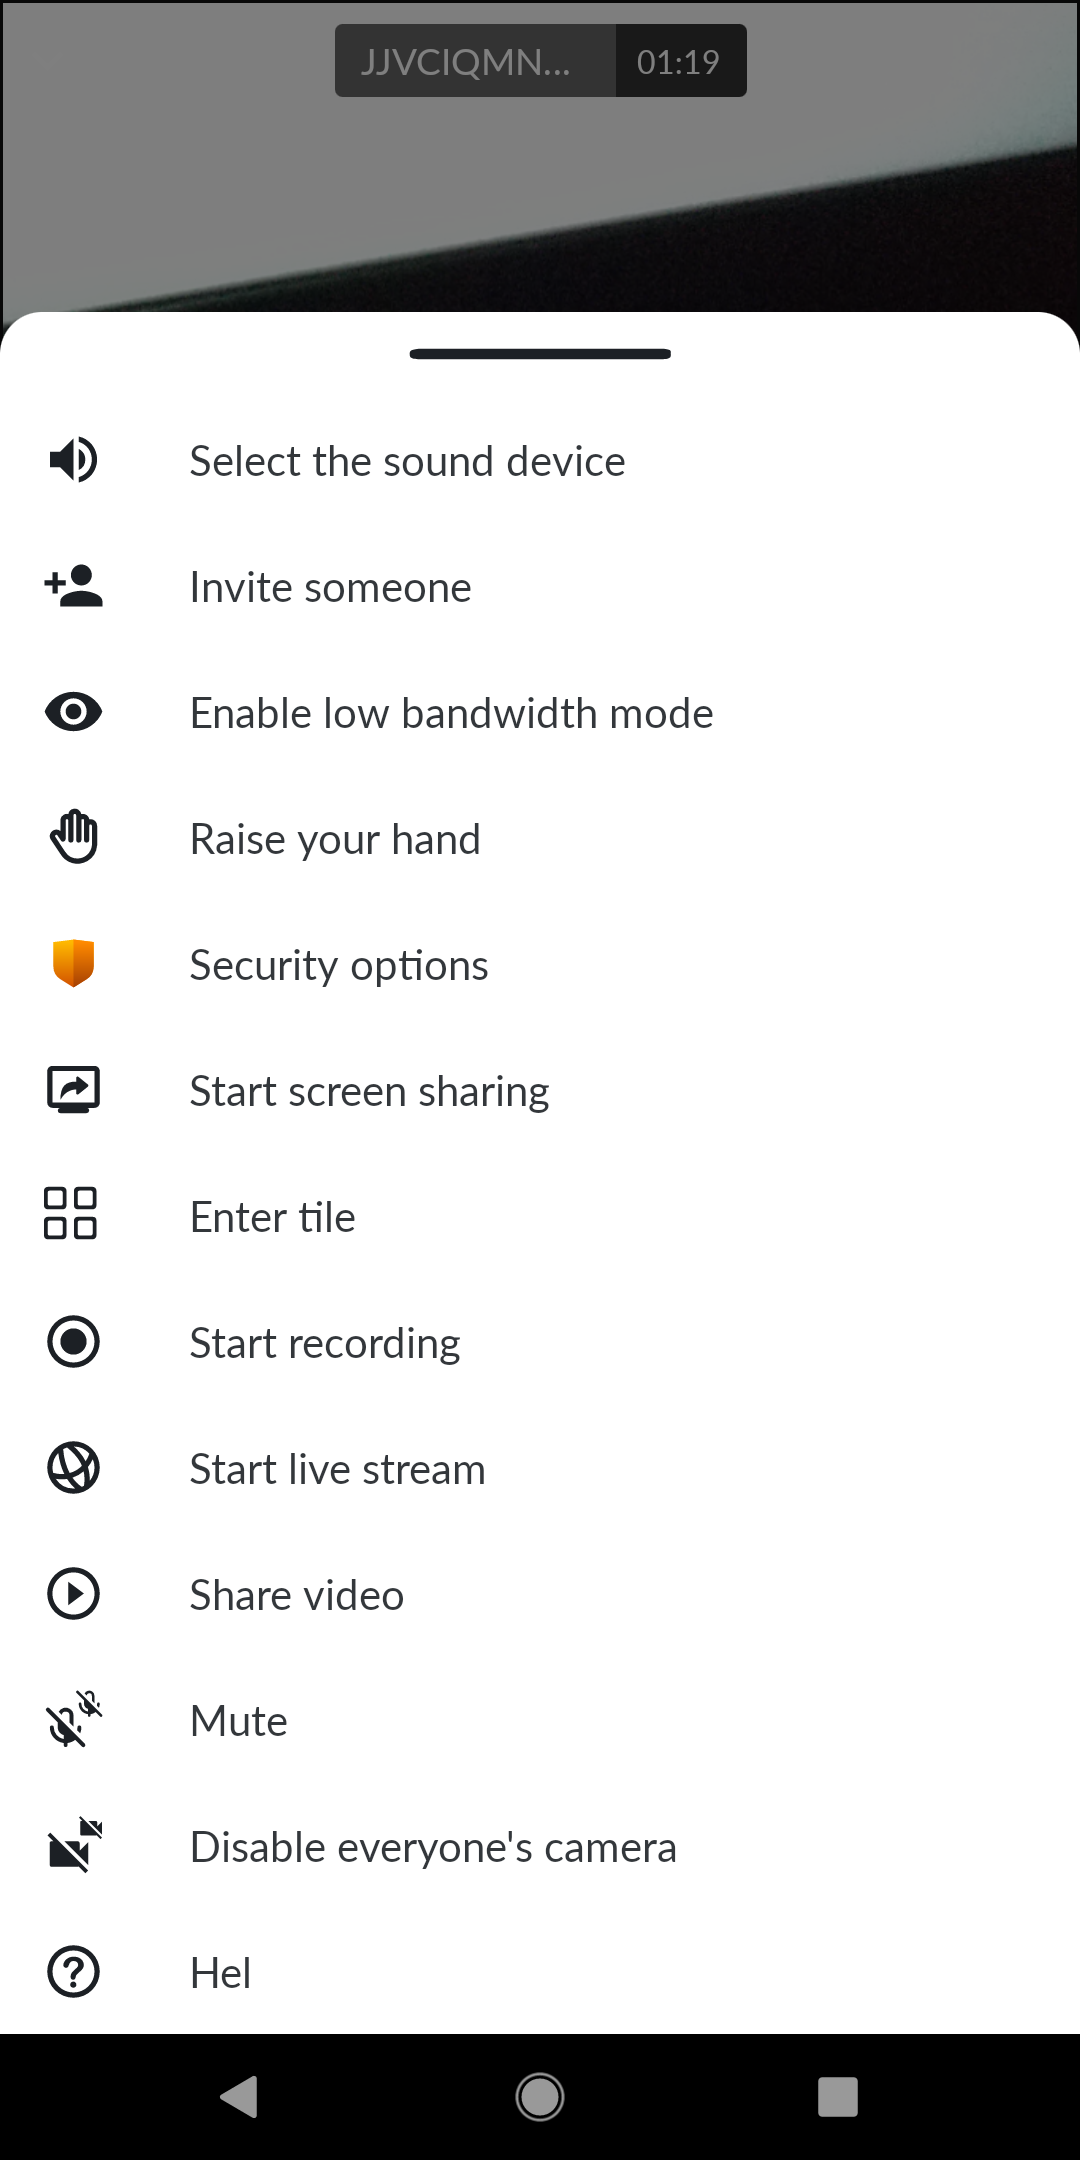 JJVCIQMN... 01:19
Select the sound device
Invite someone
Enable low bandwidth mode
Raise your hand
Security options
Start screen sharing
Enter tile
Start recording
Start live stream
Share video
Mute
Disable everyone's camera
Hel